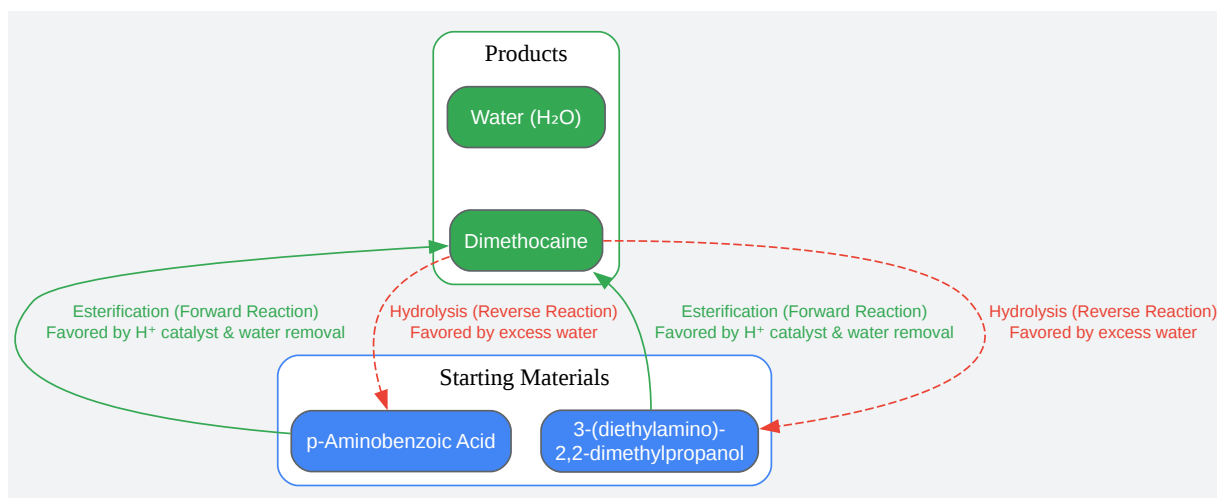 Products
Water (H₂O)
Dimethocaine
Esterification (Forward Reaction)
Favored by H⁺ catalyst & water removal
Hydrolysis (Reverse Reaction)
Favored by excess water
Esterification (Forward Reaction)
Favored by H⁺ catalyst & water removal
Hydrolysis (Reverse Reaction)
Favored by excess water
Starting Materials
p-Aminobenzoic Acid
3-(diethylamino)-
2,2-dimethylpropanol